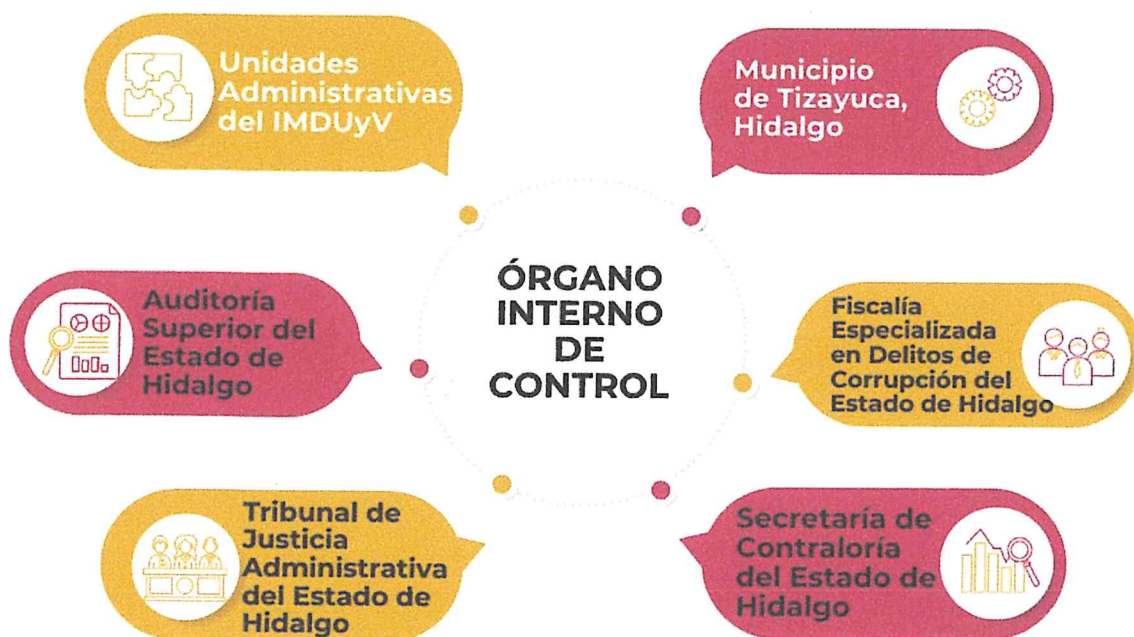 Unidades
Administrativas
del IMDUyV
Municipio
de Tizayuca,
Hidalgo
ÓRGANO
INTERNO
DE
CONTROL
Auditoría
Superior del
Estado de
Hidalgo
Fiscalía
Especializada
en Delitos de
Corrupción del
Estado de Hidalgo
Tribunal de
Justicia
Administrativa
del Estado de
Hidalgo
Secretaría de
Contraloría
del Estado de
Hidalgo